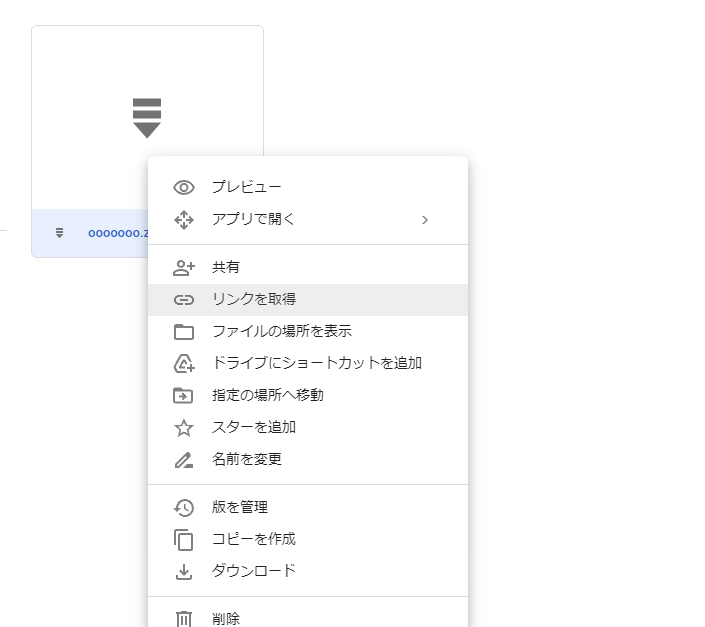 プレビュー
アプリで開く
ooooooo.z
共有
リンクを取得
ファイルの場所を表示
ドライブにショートカットを追加
指定の場所へ移動
スターを追加
名前を変更
版を管理
コピーを作成
ダウンロード
削除